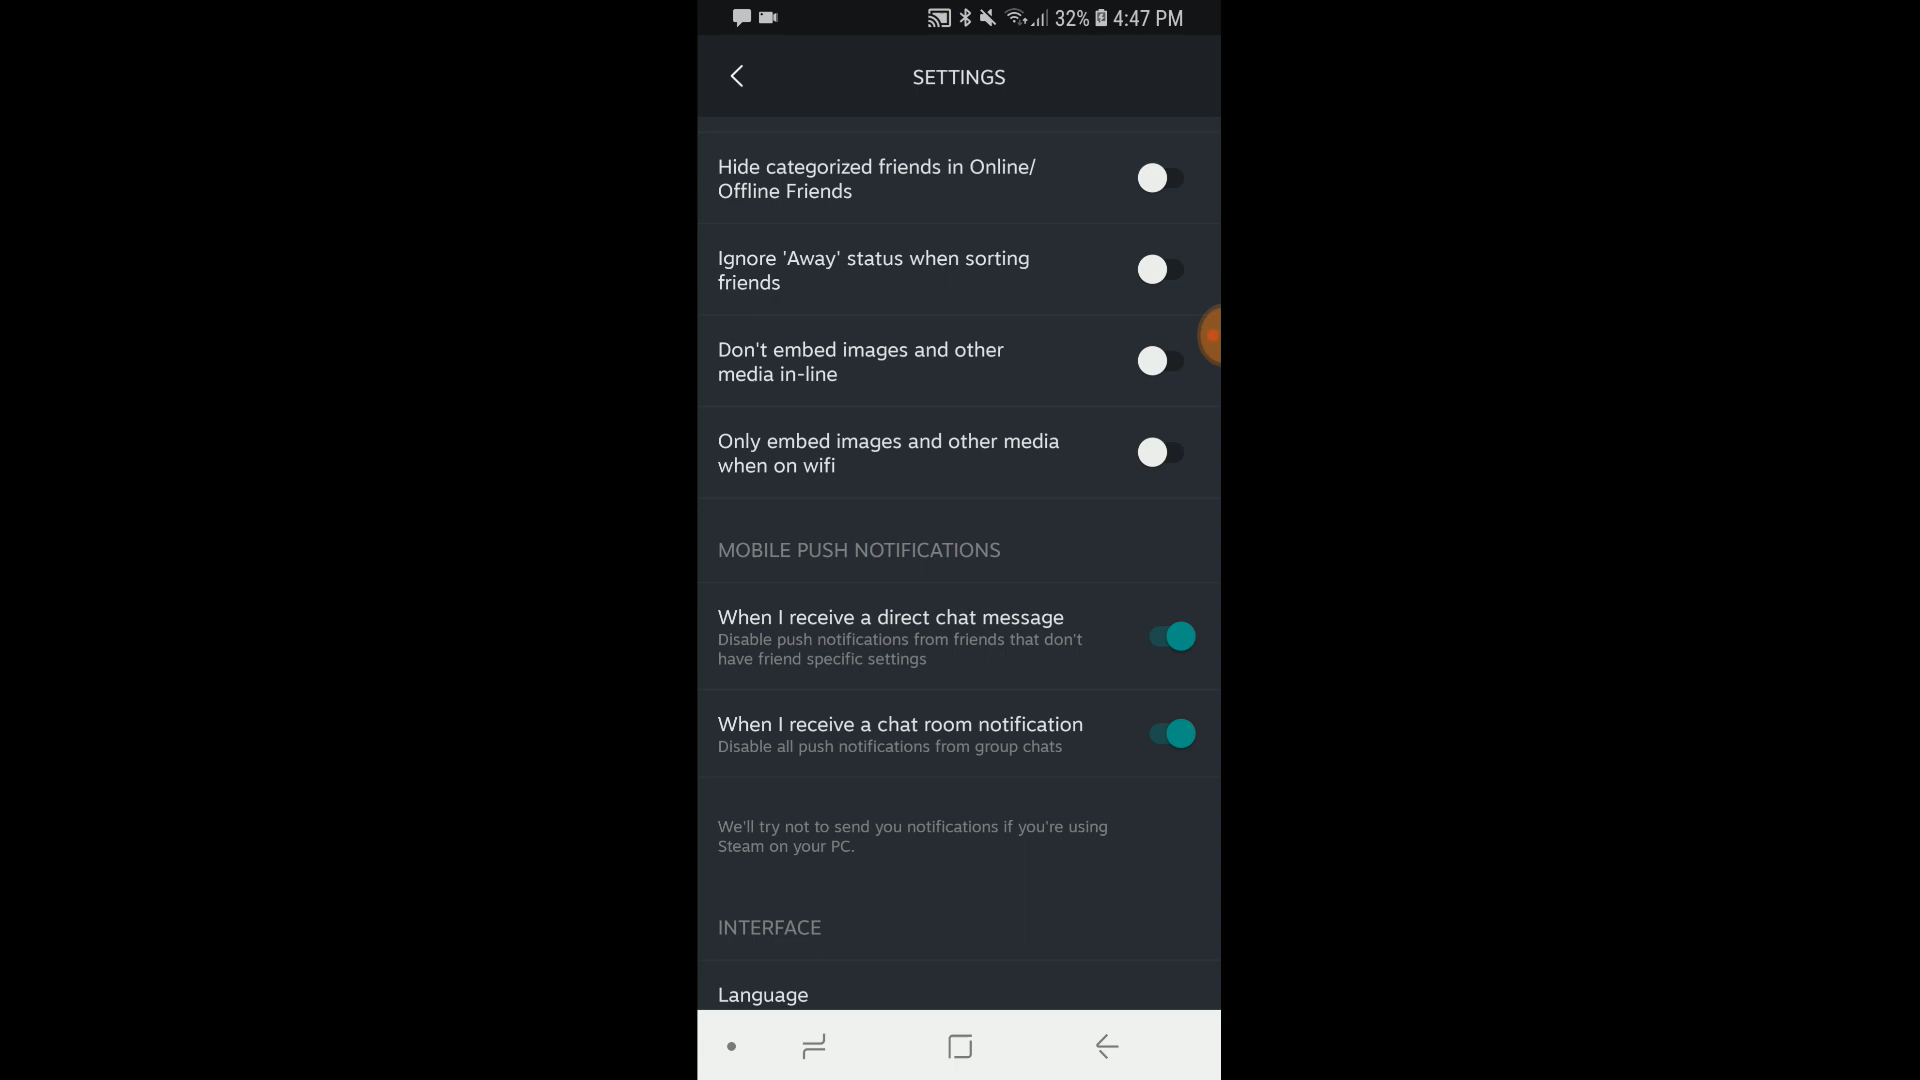 32% 4:47 PM
SETTINGS
Hide categorized friends in Online/
Offline Friends
Ignore 'Away' status when sorting
friends
Don't embed images and other
media in-line
Only embed images and other media
when on wifi
MOBILE PUSH NOTIFICATIONS
When I receive a direct chat message
Disable push notifications from friends that don't
have friend specific settings
When I receive a chat room notification
Disable all push notifications from group chats
We'll try not to send you notifications if you're using
Steam on your PC.
INTERFACE
Language